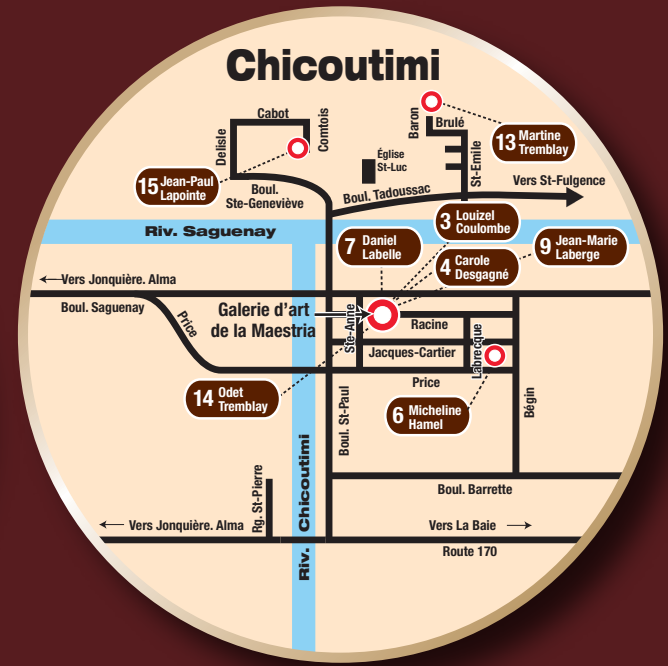 Chicoutimi
Cabot
Delisle
Comtois
Baron
Brulé
St-Emile
13 Martine
Tremblay
Église
St-Luc
15 Jean-Paul
Lapointe
Boul.
Ste-Geneviève
Boul. Tadoussac
Vers St-Fulgence
Riv. Saguenay
3 Louizel
Coulombe
7 Daniel
Labelle
4 Carole
Desgagné
9 Jean-Marie
Laberge
←Vers Jonquière. Alma
Boul. Saguenay
Price
Galerie d'art
de la Maestria
Ste-Anne
Racine
Jacques-Cartier
Labrecque
Price
14 Odet
Tremblay
6 Micheline
Hamel
Boul. St-Paul
Bégin
Boul. Barrette
Rg. St-Pierre
Riv. Chicoutimi
← Vers Jonquière. Alma
Vers La Baie →
Route 170